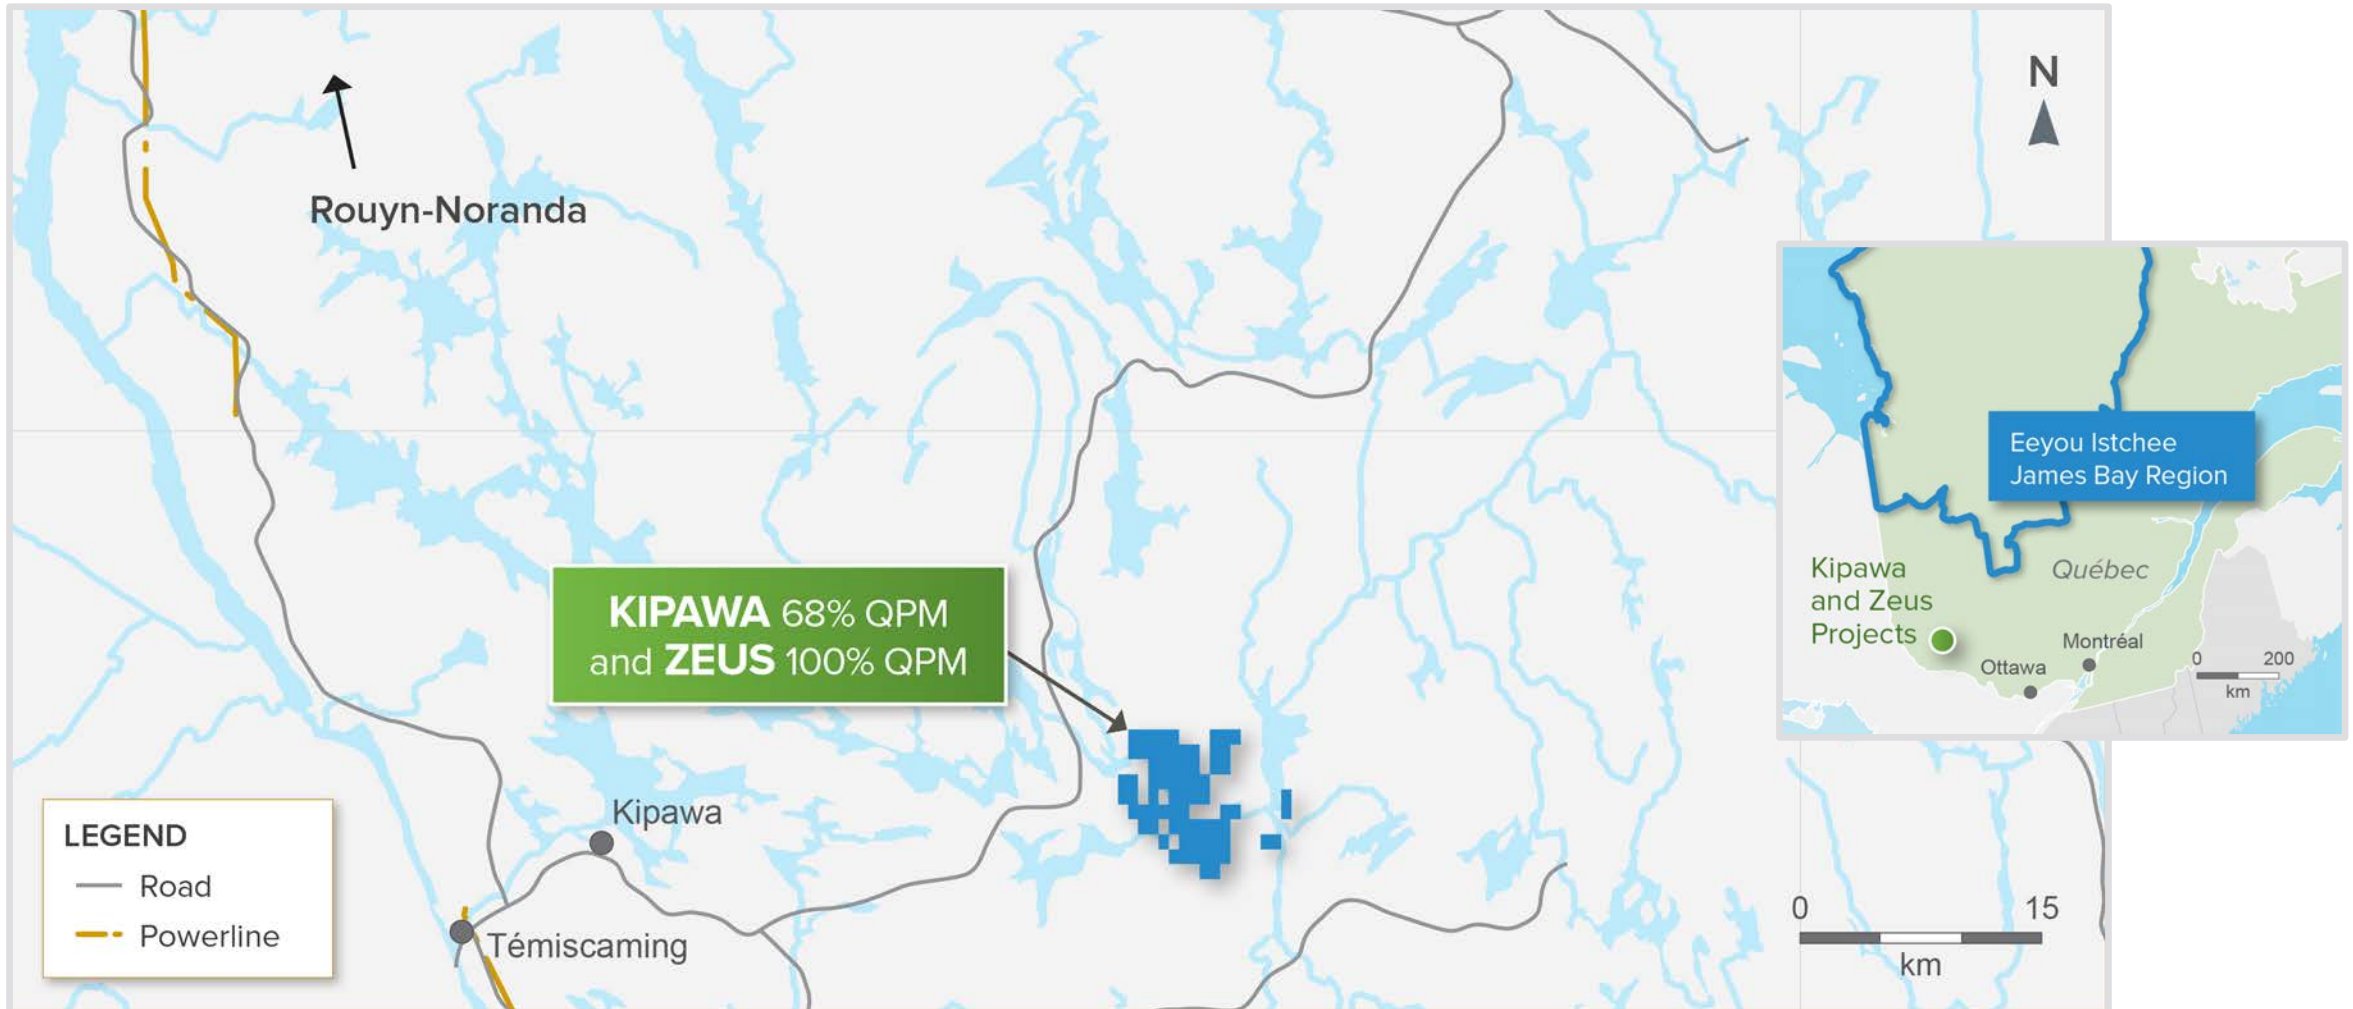 N
Rouyn-Noranda
Eeyou Istchee
James Bay Region
Kipawa
and Zeus
Projects
Québec
Montréal
Ottawa
0 200
km
KIPAWA 68% QPM
and ZEUS 100% QPM
Kipawa
Témiscaming
LEGEND
Road
Powerline
0 15
km